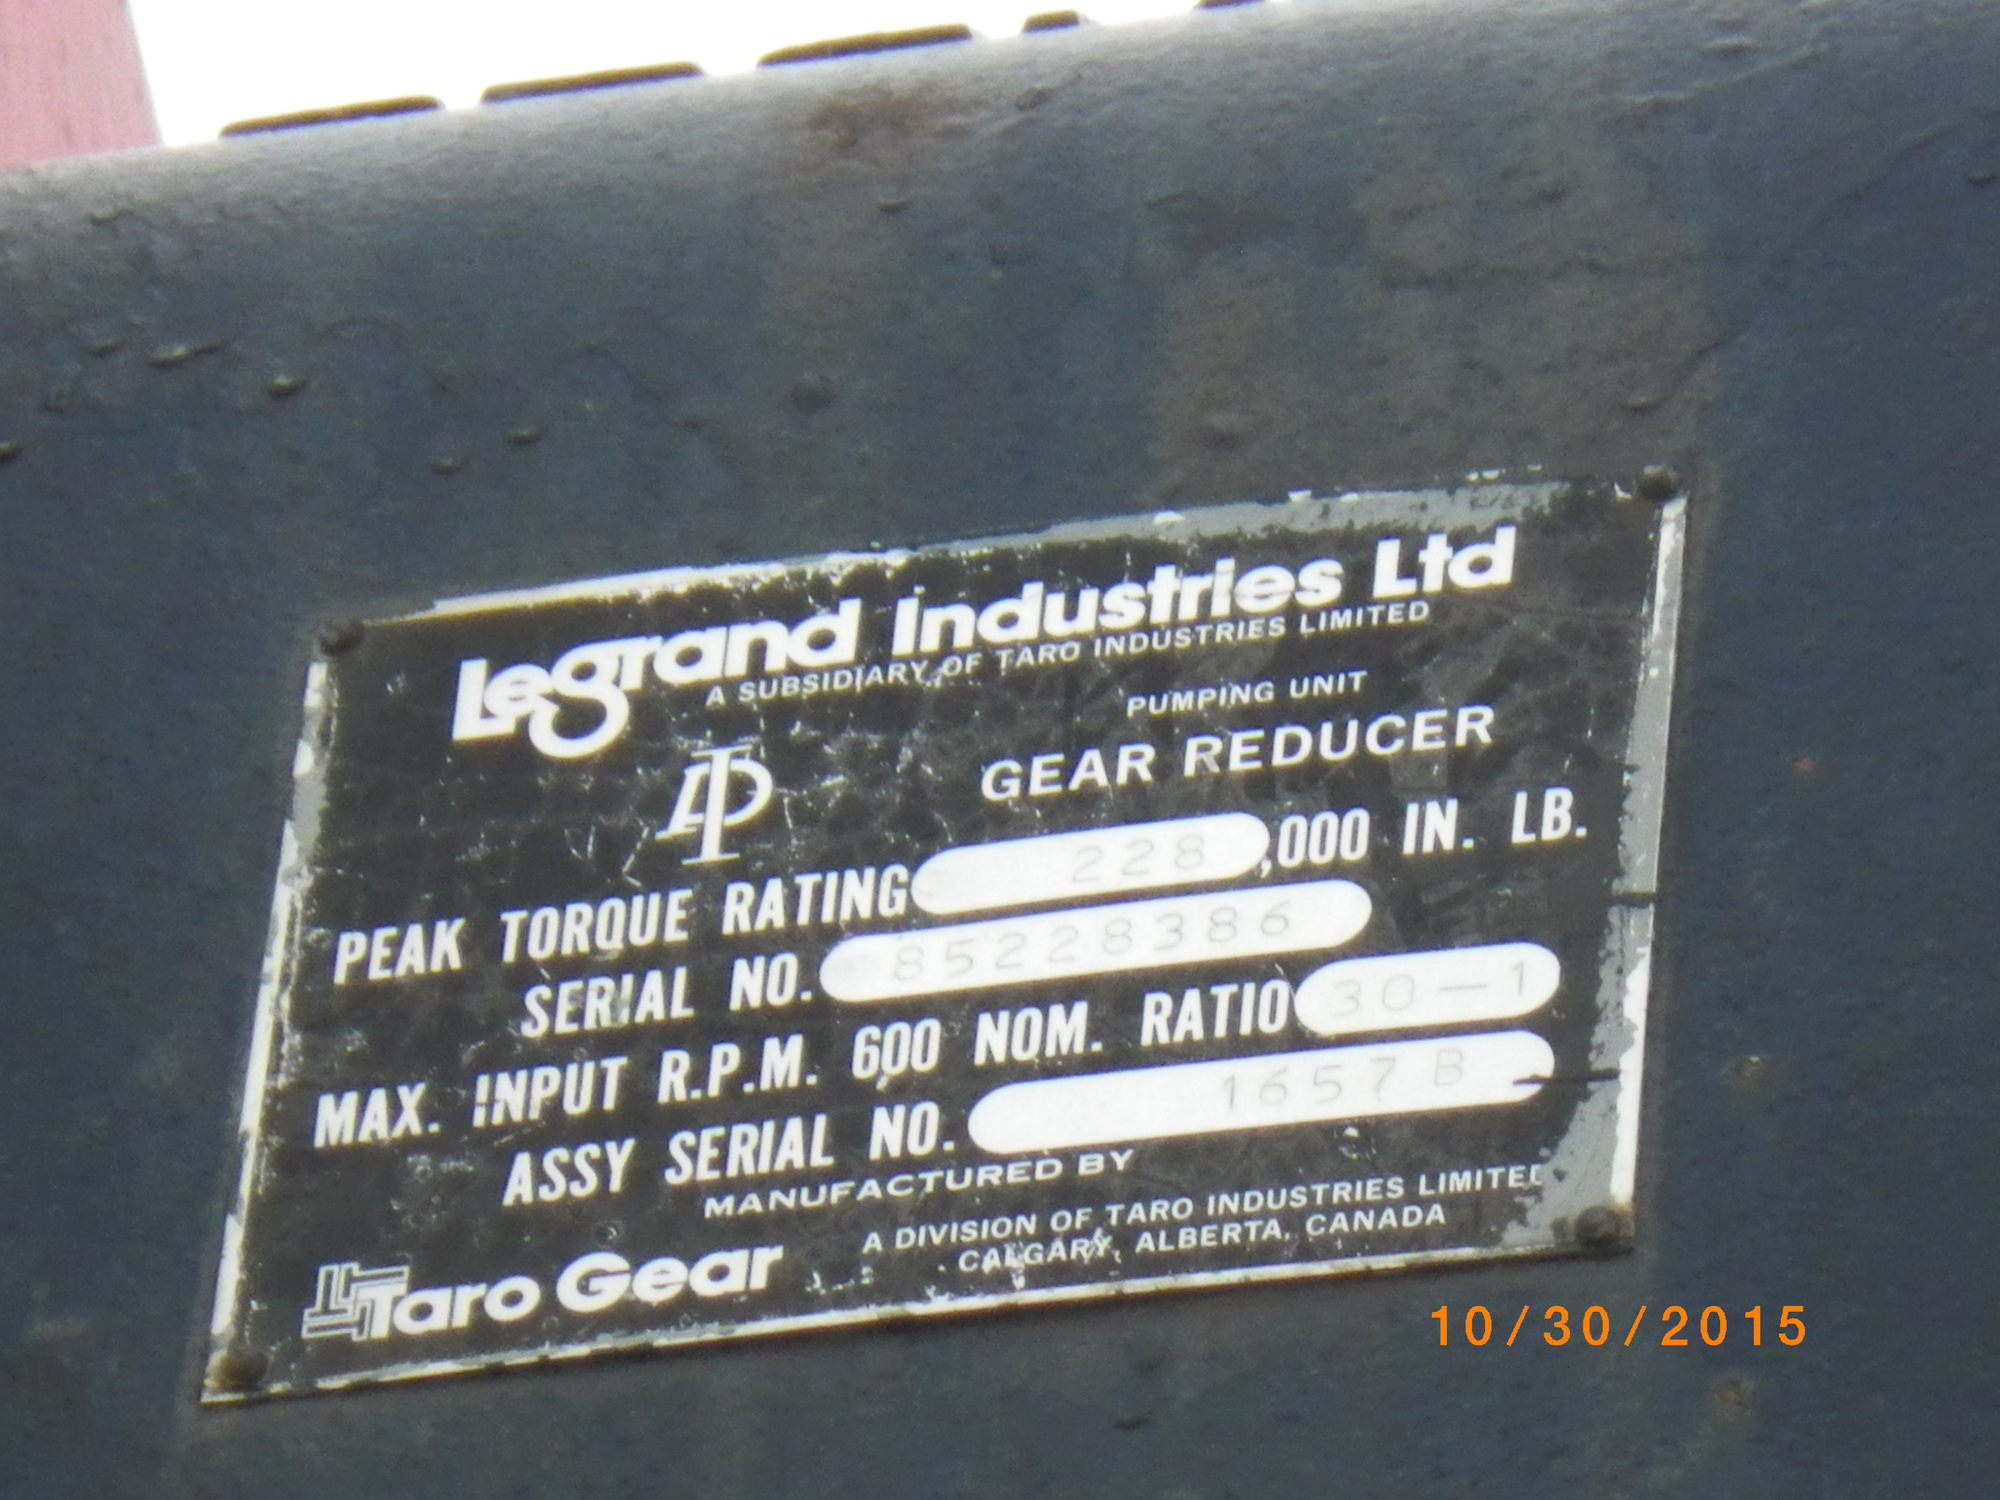 Legrand Industries Ltd
A SUBSIDIARY OF TARO INDUSTRIES LIMITED
PUMPING UNIT
GEAR REDUCER
PEAK TORQUE RATING 228,000 IN. LB.
SERIAL NO. 85228386
MAX. INPUT R.P.M. 600 NOM. RATIO 30-1
ASSY SERIAL NO. 1657B
MANUFACTURED BY
Taro Gear
A DIVISION OF TARO INDUSTRIES LIMITED
CALGARY, ALBERTA, CANADA
10/30/2015